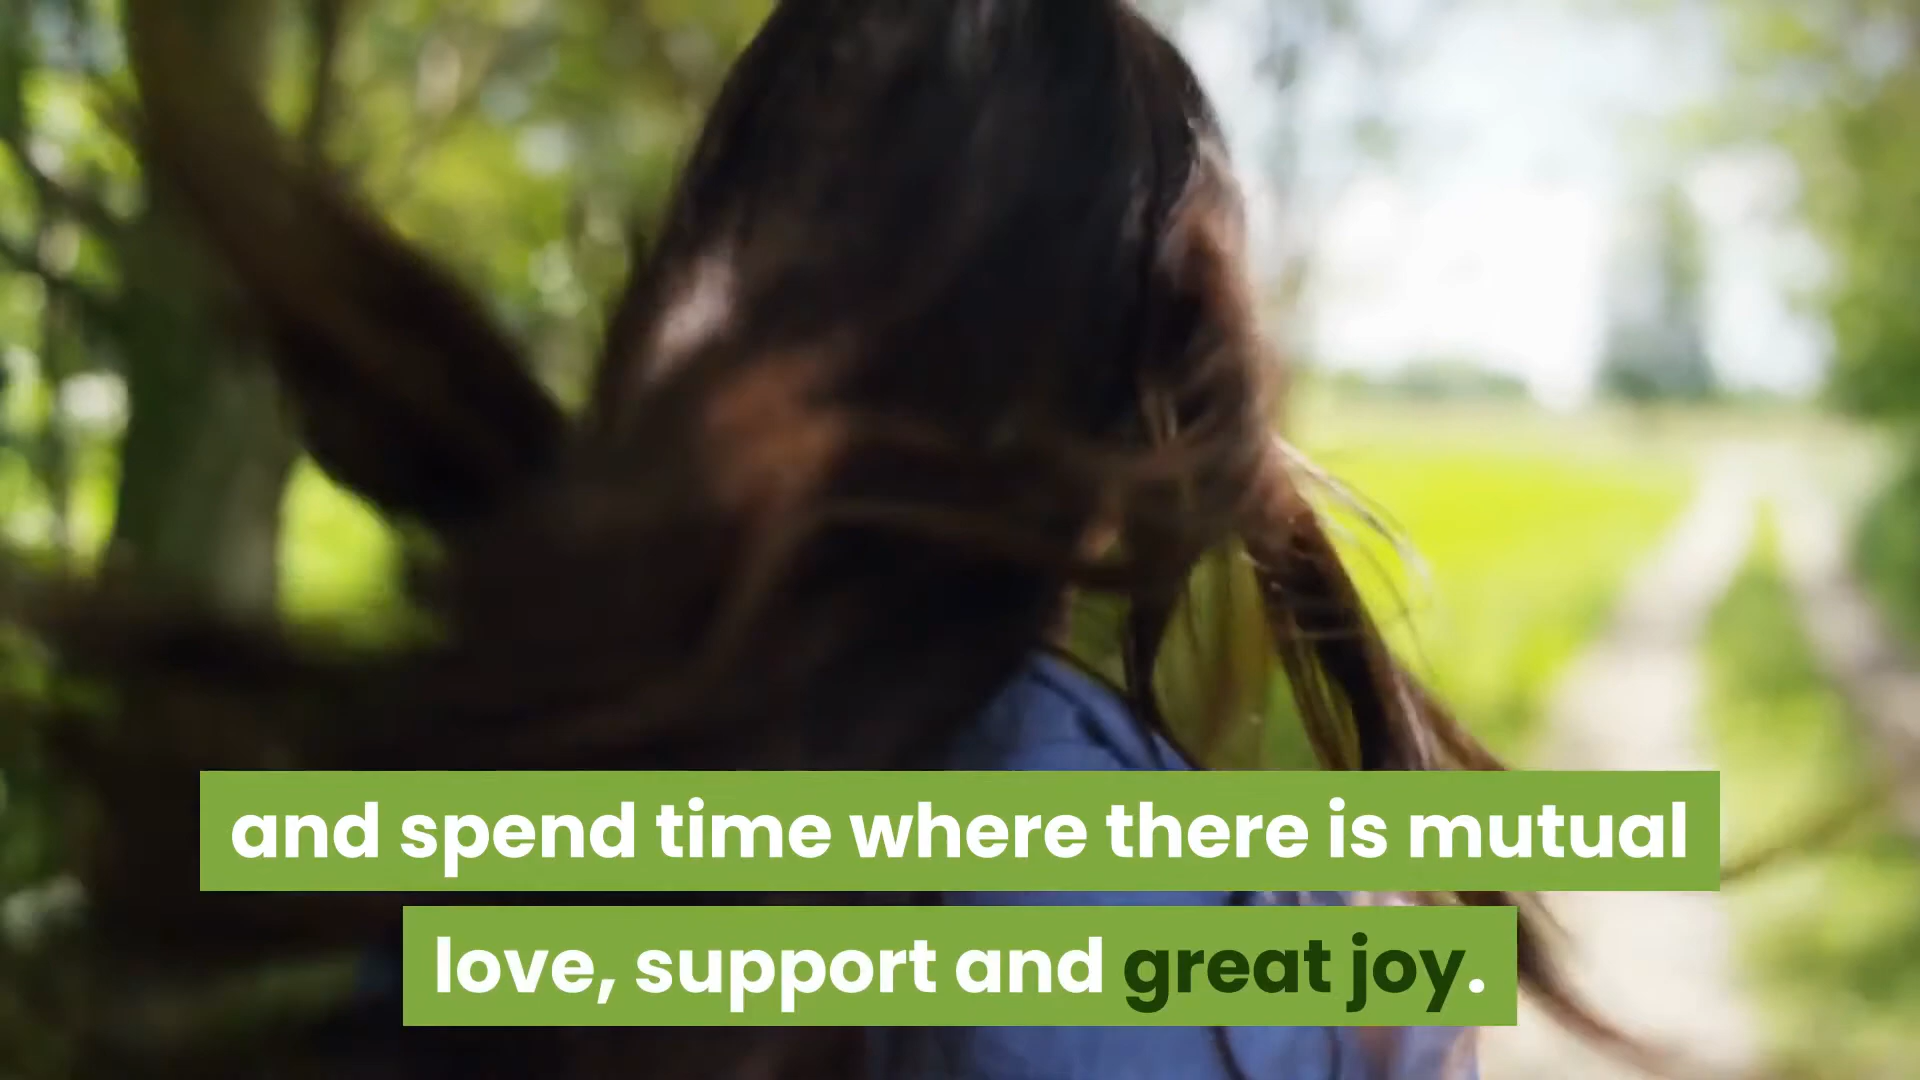 and spend time where there is mutual
love, support and great joy.